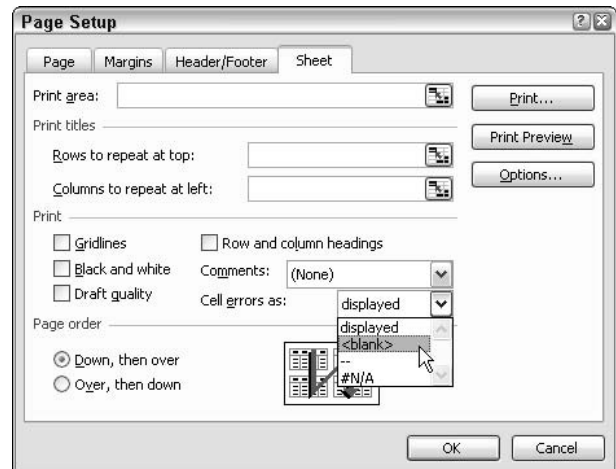 Page Setup
Page Margins Header/Footer Sheet
Print area:
Print...
Print titles
Print Preview
Rows to repeat at top:
Options...
Columns to repeat at left:
Print
Gridlines
Row and column headings
Black and white
Comments: (None)
Draft quality
Cell errors as: displayed
displayed
<blank>
--
#N/A
Page order
Down, then over
Over, then down
OK Cancel